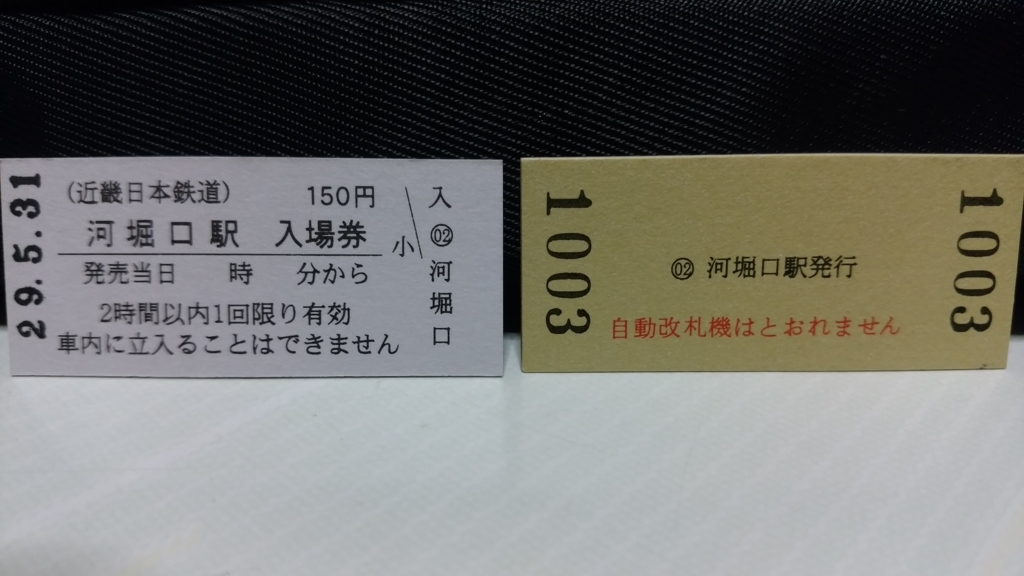 29.5.31
（近畿日本鉄道） 150円
河堀口駅 入場券
発売当日 時 分から
2時間以内1回限り有効
車内に立入ることはできません
小
入㊁河堀口
1003
㊁ 河堀口駅発行
自動改札機はとおれません
1003